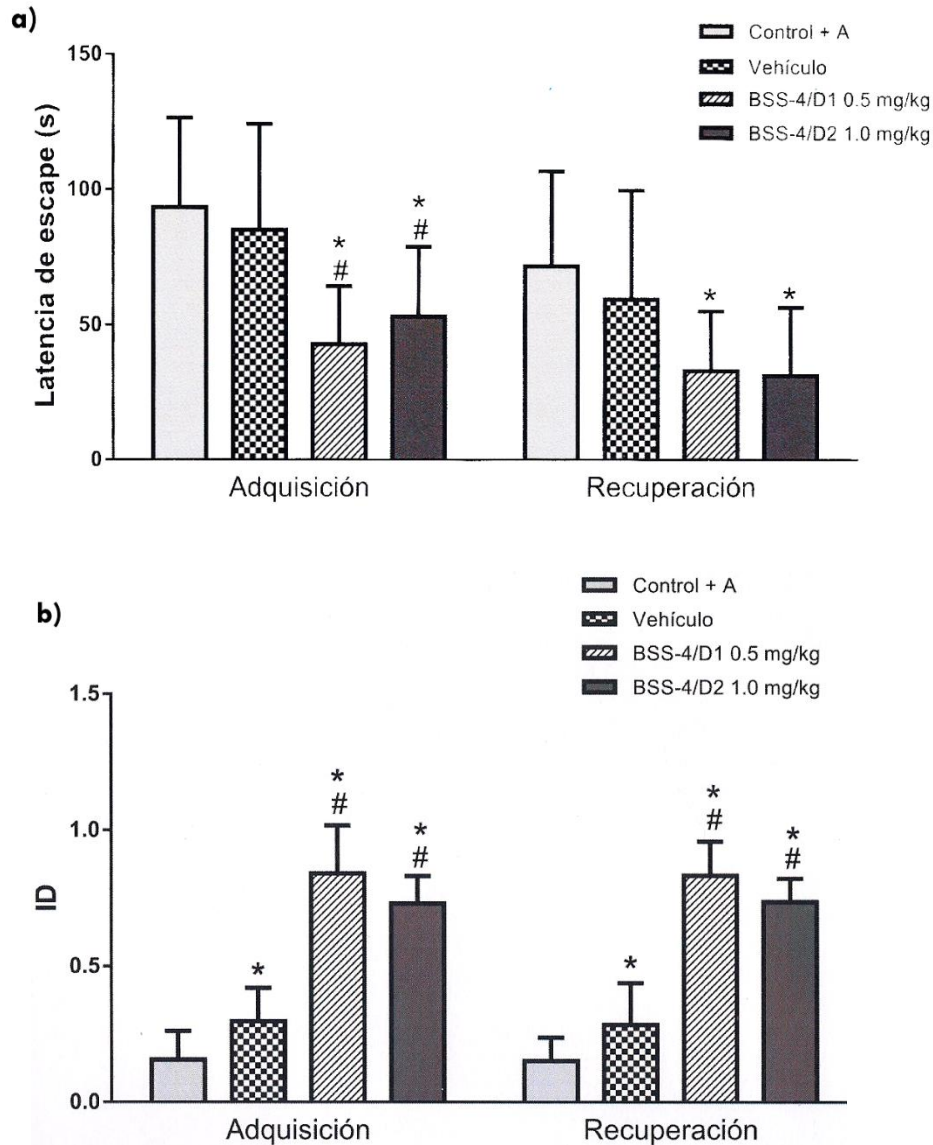 a)
Control + A
Vehículo
BSS-4/D1 0.5 mg/kg
BSS-4/D2 1.0 mg/kg
Latencia de escape (s)
150
100
50
0
*
#
*
#
*
*
Adquisición
Recuperación
b)
Control + A
Vehículo
BSS-4/D1 0.5 mg/kg
BSS-4/D2 1.0 mg/kg
ID
1.5
1.0
0.5
0.0
*
*
#
*
#
*
*
#
*
#
Adquisición
Recuperación